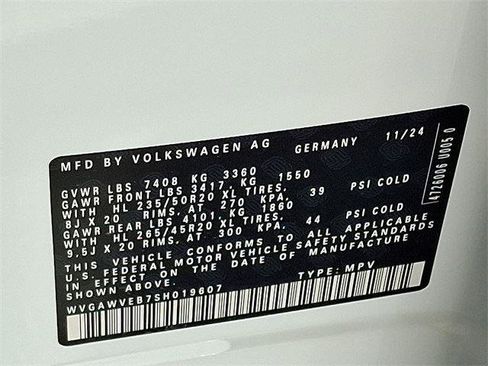 MFD BY VOLKSWAGEN AG GERMANY 11/24
GVWR LBS 7408 KG 3360
GAWR FRONT LBS 3417, KG 1550
WITH HL 235/50R20 XL TIRES,
8J X 20 RIMS, AT 270 KPA, 39 PSI COLD
GAWR REAR LBS 4101, KG 1860
WITH HL 265/45R20 XL TIRES,
9.5J X 20 RIMS, AT 300 KPA, 44 PSI COLD
THIS VEHICLE CONFORMS TO ALL APPLICABLE
U.S. FEDERAL MOTOR VEHICLE SAFETY STANDARDS
IN EFFECT ON THE DATE OF MANUFACTURE
SHOWN ABOVE.
WVGAWVEB7SH019607 TYPE: MPV
4726006 U005 0